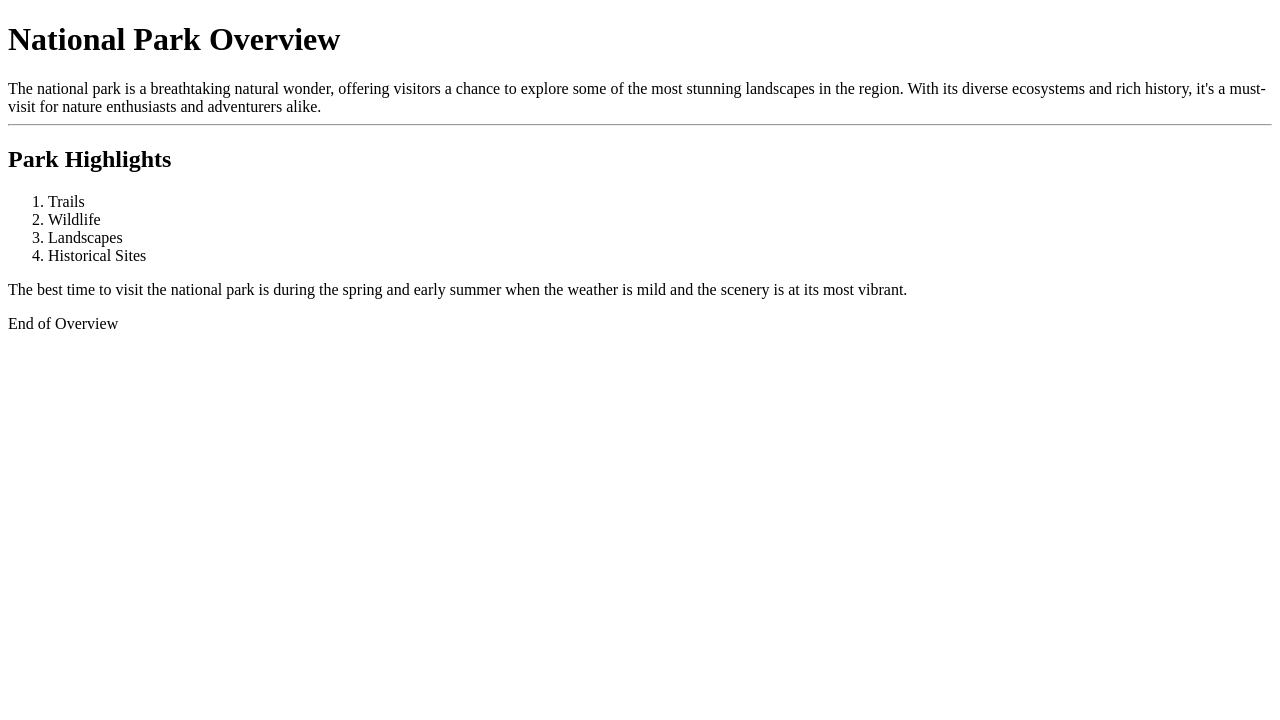 National Park Overview
The national park is a breathtaking natural wonder, offering visitors a chance to explore some of the most stunning landscapes in the region. With its diverse ecosystems and rich history, it's a must-
visit for nature enthusiasts and adventurers alike.
Park Highlights
1. Trails
2. Wildlife
3. Landscapes
4. Historical Sites
The best time to visit the national park is during the spring and early summer when the weather is mild and the scenery is at its most vibrant.
End of Overview